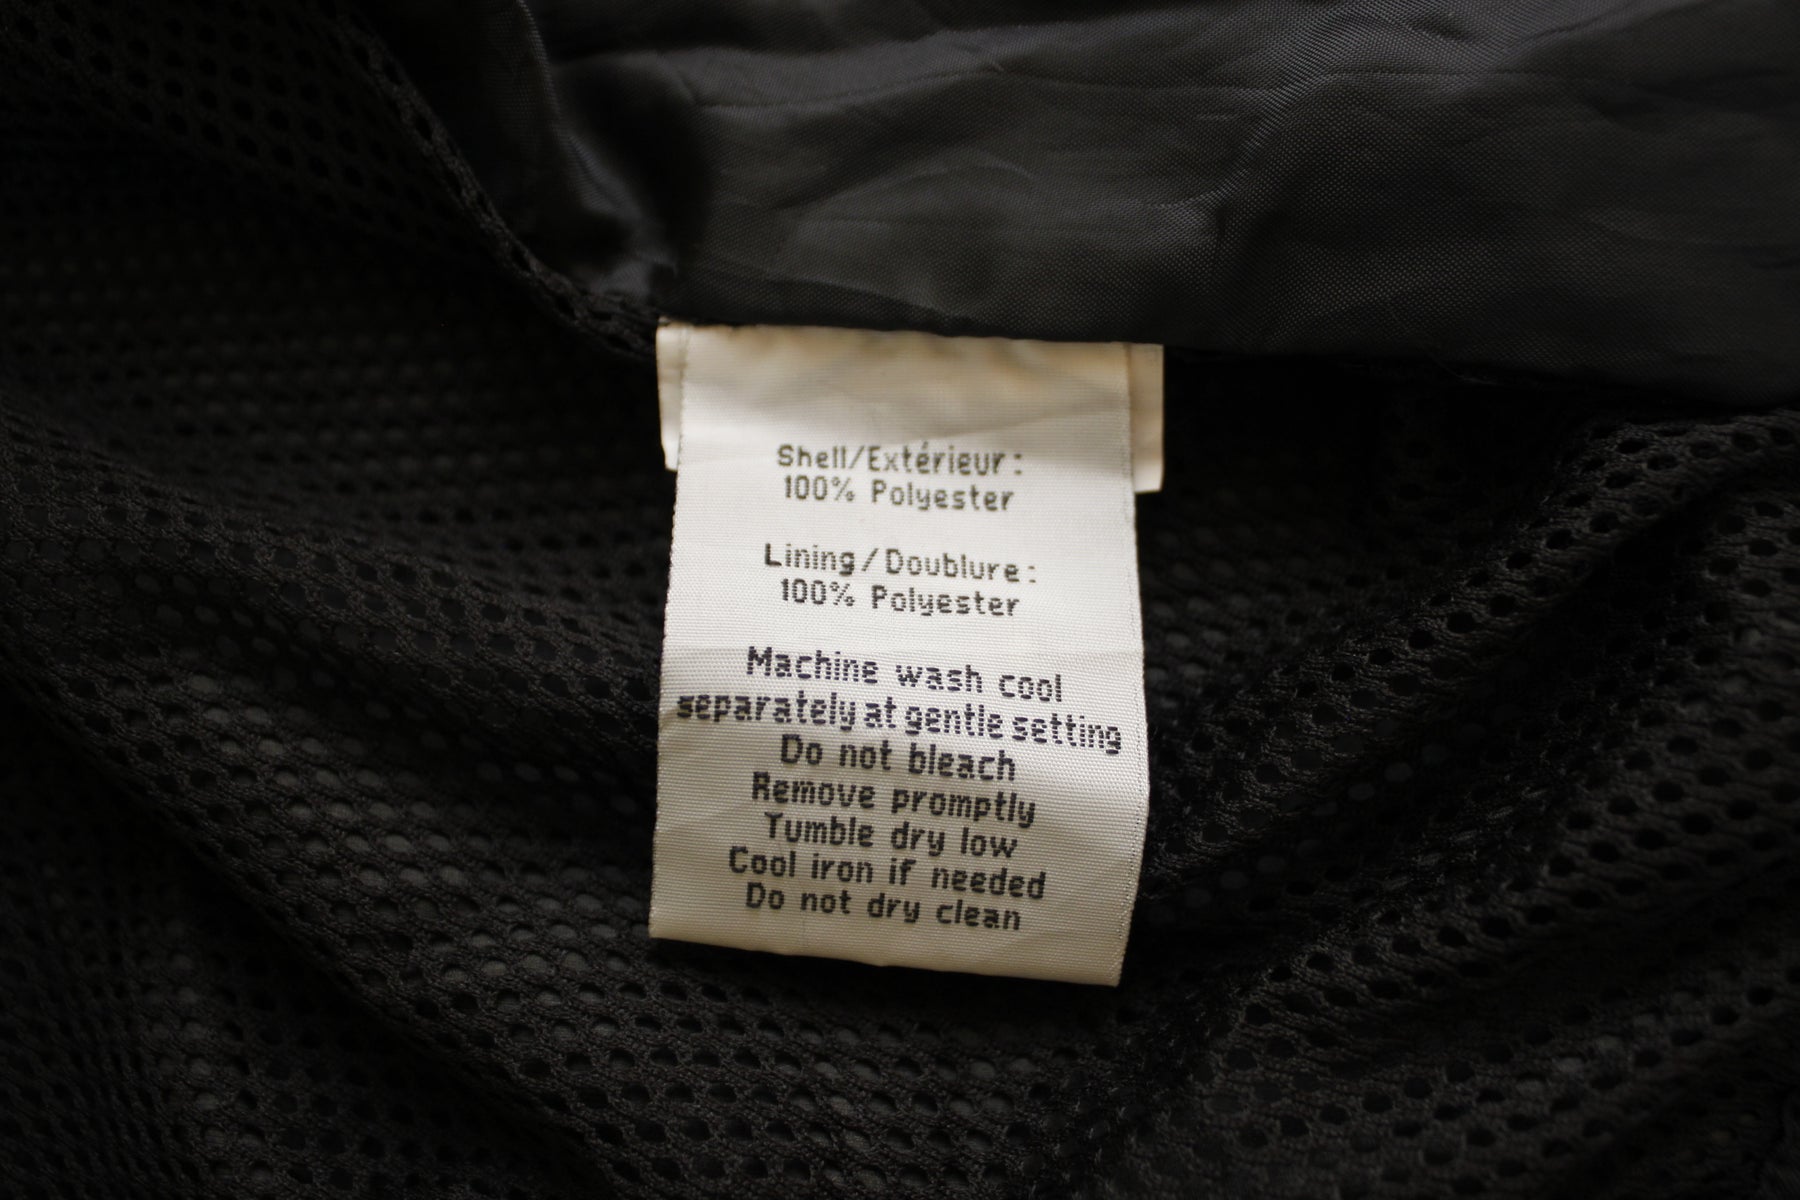 Shell/Extérieur :
100% Polyester
Lining/Doublure :
100% Polyester
Machine wash cool
separately at gentle setting
Do not bleach
Remove promptly
Tumble dry low
Cool iron if needed
Do not dry clean